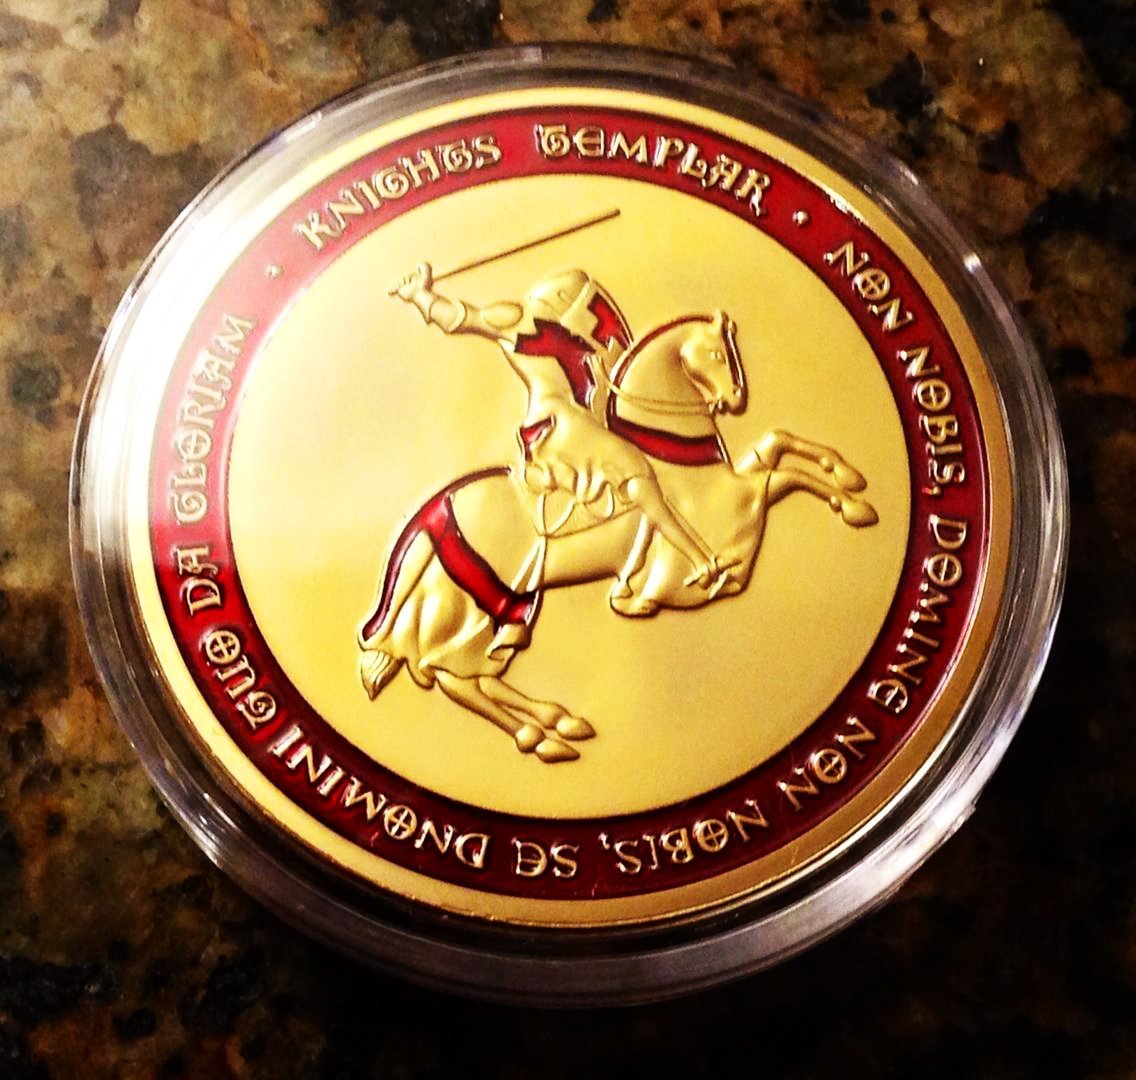 · KNIGHTS TEMPLAR ·
NON NOBIS, DOMINE NON NOBIS, SE DNOMINI TUO DA GLORIAM